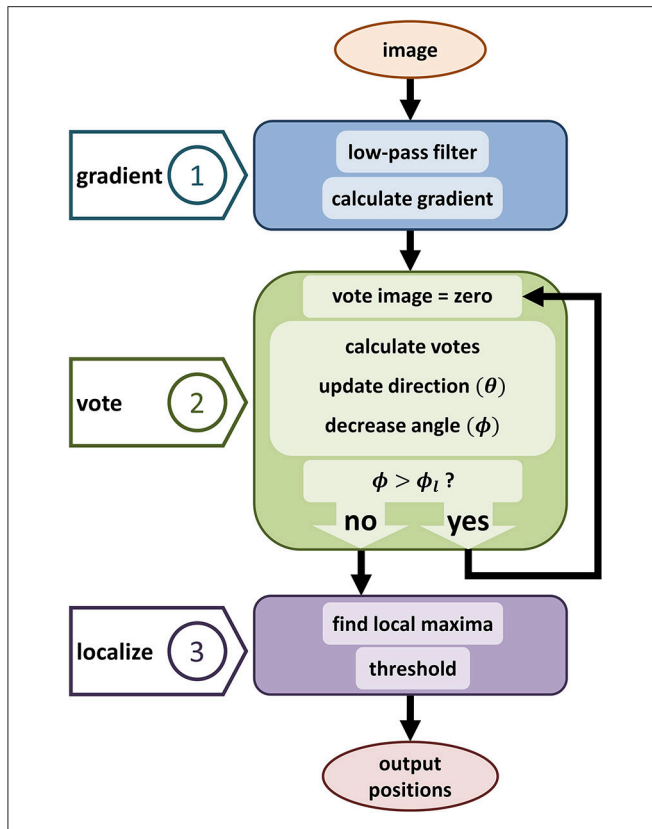 image
gradient
1
low-pass filter
calculate gradient
vote
2
vote image = zero
calculate votes
update direction (θ)
decrease angle (ϕ)
ϕ > ϕₗ ?
no
yes
localize
3
find local maxima
threshold
output
positions